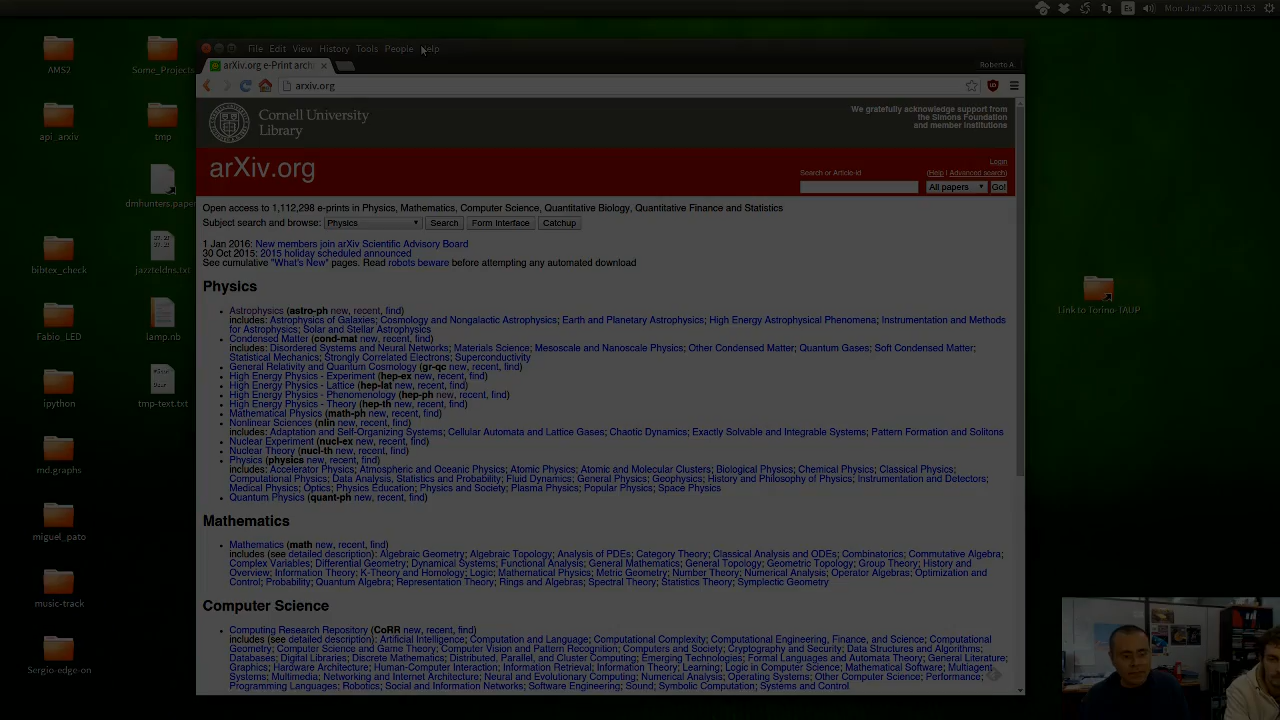 Es
Mon Jan 25 2016 11:53
AMS2
api_arxiv
bibtex_check
Fabio_LED
ipython
md.graphs
miguel_pato
music-track
Sergio-edge-on
Some_Projects
tmp
dmhunters.paper
jazzteldns.txt
lamp.nb
tmp-text.txt
Link to Torino-IAUP
File Edit View History Tools People Help
arXiv.org e-Print arch
Roberto A.
arxiv.org
Cornell University
Library
We gratefully acknowledge support from
the Simons Foundation
and member institutions
arXiv.org
Login
Search or Article-id
(Help | Advanced search)
All papers Go!
Open access to 1,112,298 e-prints in Physics, Mathematics, Computer Science, Quantitative Biology, Quantitative Finance and Statistics
Subject search and browse: Physics Search Form Interface Catchup
1 Jan 2016: New members join arXiv Scientific Advisory Board
30 Oct 2015: 2015 holiday scheduled announced
See cumulative "What's New" pages. Read robots beware before attempting any automated download
Physics
Astrophysics (astro-ph new, recent, find)
includes: Astrophysics of Galaxies; Cosmology and Nongalactic Astrophysics; Earth and Planetary Astrophysics; High Energy Astrophysical Phenomena; Instrumentation and Methods
for Astrophysics; Solar and Stellar Astrophysics
Condensed Matter (cond-mat new, recent, find)
includes: Disordered Systems and Neural Networks; Materials Science; Mesoscale and Nanoscale Physics; Other Condensed Matter; Quantum Gases; Soft Condensed Matter;
Statistical Mechanics; Strongly Correlated Electrons; Superconductivity
General Relativity and Quantum Cosmology (gr-qc new, recent, find)
High Energy Physics - Experiment (hep-ex new, recent, find)
High Energy Physics - Lattice (hep-lat new, recent, find)
High Energy Physics - Phenomenology (hep-ph new, recent, find)
High Energy Physics - Theory (hep-th new, recent, find)
Mathematical Physics (math-ph new, recent, find)
Nonlinear Sciences (nlin new, recent, find)
includes: Adaptation and Self-Organizing Systems; Cellular Automata and Lattice Gases; Chaotic Dynamics; Exactly Solvable and Integrable Systems; Pattern Formation and Solitons
Nuclear Experiment (nucl-ex new, recent, find)
Nuclear Theory (nucl-th new, recent, find)
Physics (physics new, recent, find)
includes: Accelerator Physics; Atmospheric and Oceanic Physics; Atomic Physics; Atomic and Molecular Clusters; Biological Physics; Chemical Physics; Classical Physics;
Computational Physics; Data Analysis, Statistics and Probability; Fluid Dynamics; General Physics; Geophysics; History and Philosophy of Physics; Instrumentation and Detectors;
Medical Physics; Optics; Physics Education; Physics and Society; Plasma Physics; Popular Physics; Space Physics
Quantum Physics (quant-ph new, recent, find)
Mathematics
Mathematics (math new, recent, find)
includes (see detailed description): Algebraic Geometry; Algebraic Topology; Analysis of PDEs; Category Theory; Classical Analysis and ODEs; Combinatorics; Commutative Algebra;
Complex Variables; Differential Geometry; Dynamical Systems; Functional Analysis; General Mathematics; General Topology; Geometric Topology; Group Theory; History and
Overview; Information Theory; K-Theory and Homology; Logic; Mathematical Physics; Metric Geometry; Number Theory; Numerical Analysis; Operator Algebras; Optimization and
Control; Probability; Quantum Algebra; Representation Theory; Rings and Algebras; Spectral Theory; Statistics Theory; Symplectic Geometry
Computer Science
Computing Research Repository (CoRR new, recent, find)
includes (see detailed description): Artificial Intelligence; Computation and Language; Computational Complexity; Computational Engineering, Finance, and Science; Computational
Geometry; Computer Science and Game Theory; Computer Vision and Pattern Recognition; Computers and Society; Cryptography and Security; Data Structures and Algorithms;
Databases; Digital Libraries; Discrete Mathematics; Distributed, Parallel, and Cluster Computing; Emerging Technologies; Formal Languages and Automata Theory; General Literature;
Graphics; Hardware Architecture; Human-Computer Interaction; Information Retrieval; Information Theory; Learning; Logic in Computer Science; Mathematical Software; Multiagent
Systems; Multimedia; Networking and Internet Architecture; Neural and Evolutionary Computing; Numerical Analysis; Operating Systems; Other Computer Science; Performance;
Programming Languages; Robotics; Social and Information Networks; Software Engineering; Sound; Symbolic Computation; Systems and Control